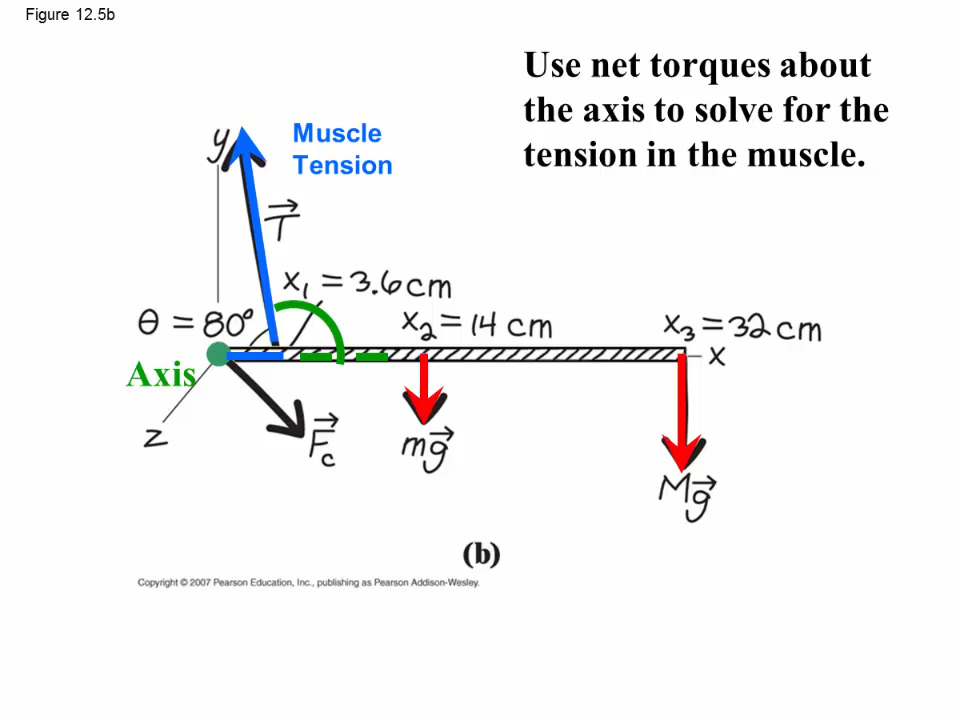 Figure 12.5b
Use net torques about
the axis to solve for the
tension in the muscle.
Muscle
Tension
y
T⃗
x₁ = 3.6 cm
θ = 80°
x₂ = 14 cm
x₃ = 32 cm
x
Axis
z
F⃗c
mg⃗
Mg⃗
(b)
Copyright © 2007 Pearson Education, Inc., publishing as Pearson Addison-Wesley.